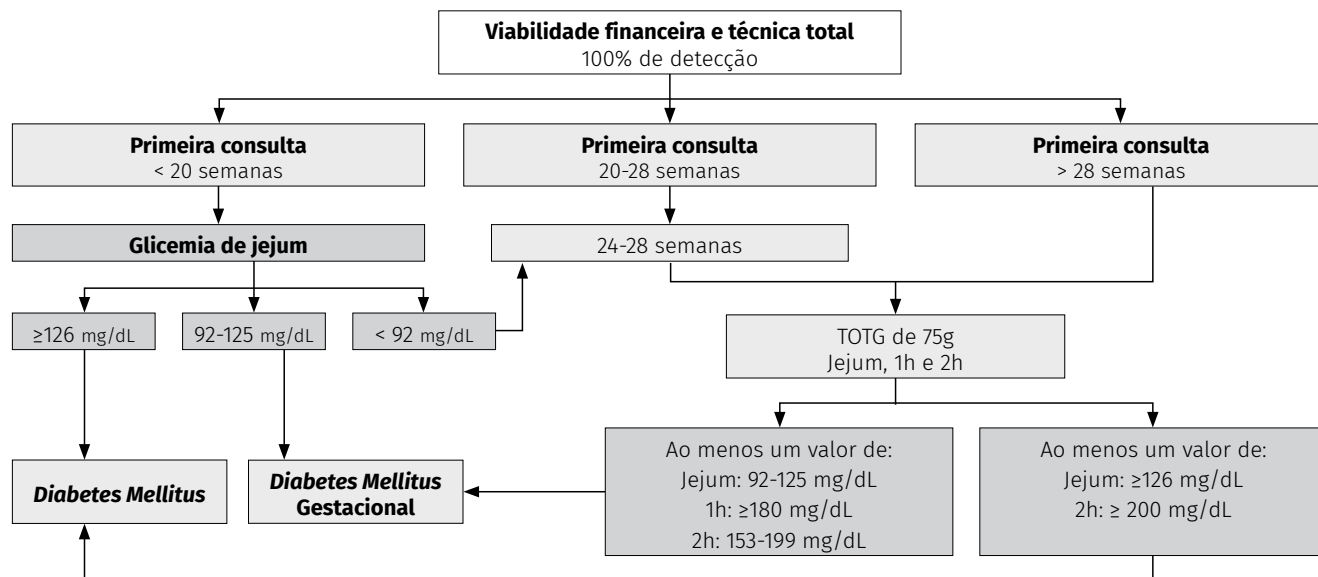 Viabilidade financeira e técnica total
100% de detecção
Primeira consulta
< 20 semanas
Primeira consulta
20-28 semanas
Primeira consulta
> 28 semanas
Glicemia de jejum
24-28 semanas
≥126 mg/dL
92-125 mg/dL
< 92 mg/dL
TOTG de 75g
Jejum, 1h e 2h
Diabetes Mellitus
Diabetes Mellitus
Gestacional
Ao menos um valor de:
Jejum: 92-125 mg/dL
1h: ≥180 mg/dL
2h: 153-199 mg/dL
Ao menos um valor de:
Jejum: ≥126 mg/dL
2h: ≥ 200 mg/dL